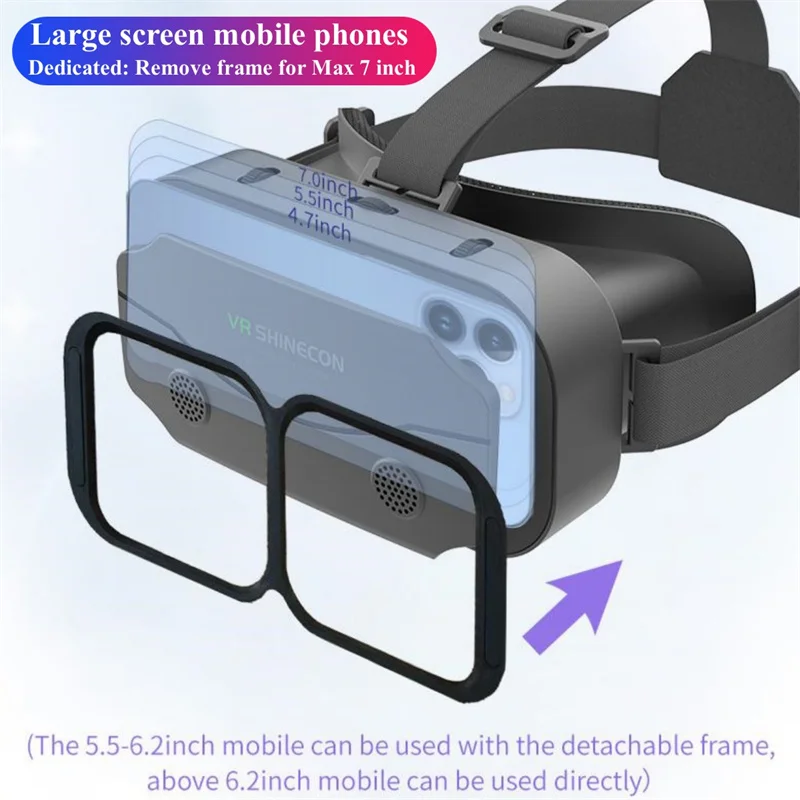 Large screen mobile phones
Dedicated: Remove frame for Max 7 inch
7.0inch
5.5inch
4.7inch
VR SHINECON
(The 5.5-6.2inch mobile can be used with the detachable frame,
above 6.2inch mobile can be used directly)